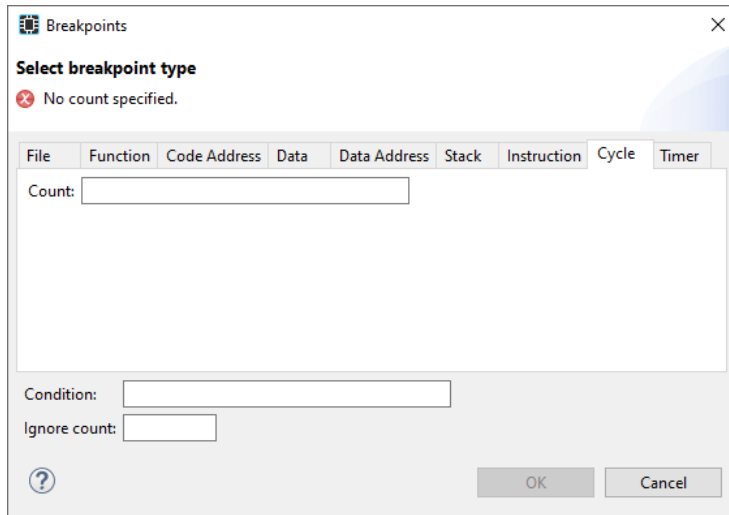 Breakpoints
Select breakpoint type
No count specified.
File Function Code Address Data Data Address Stack Instruction Cycle Timer
Count:
Condition:
Ignore count:
?
OK Cancel